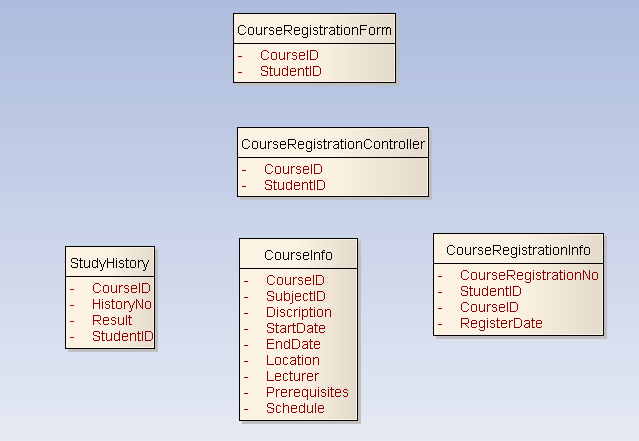 CourseRegistrationForm
- CourseID
- StudentID
CourseRegistrationController
- CourseID
- StudentID
StudyHistory
- CourseID
- HistoryNo
- Result
- StudentID
CourseInfo
- CourseID
- SubjectID
- Discription
- StartDate
- EndDate
- Location
- Lecturer
- Prerequisites
- Schedule
CourseRegistrationInfo
- CourseRegistrationNo
- StudentID
- CourseID
- RegisterDate